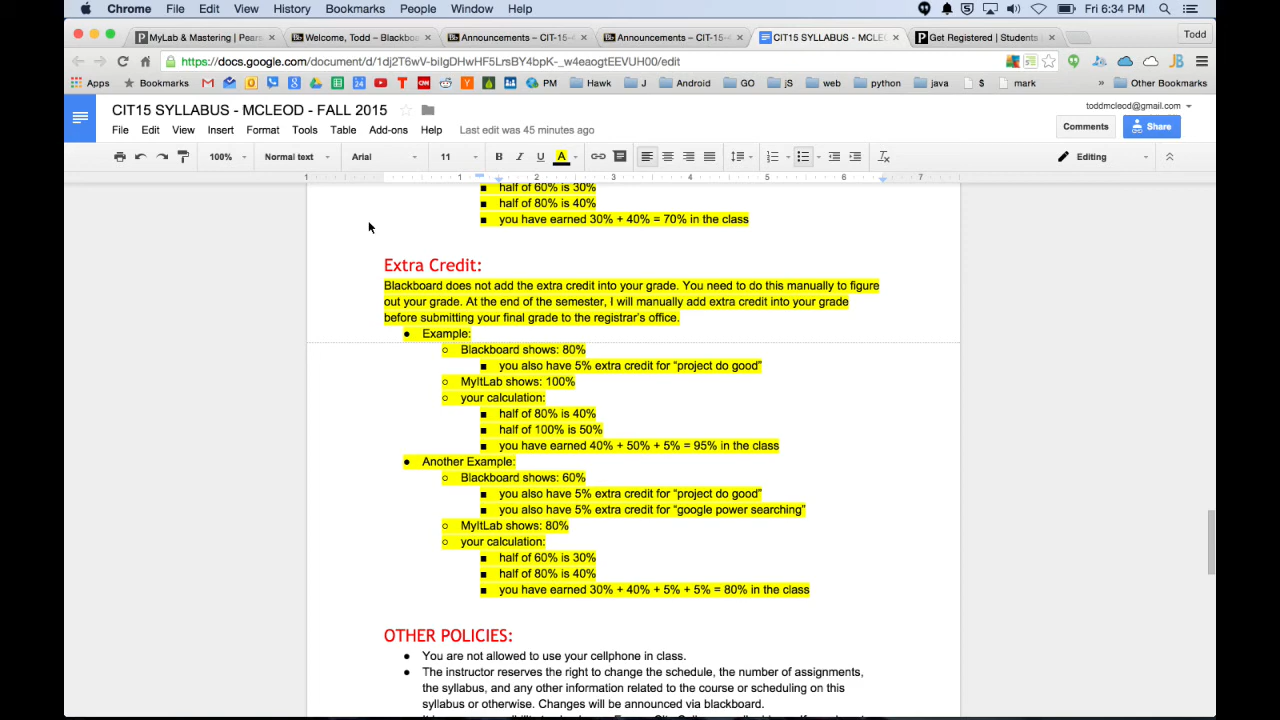 Chrome File Edit View History Bookmarks People Window Help Fri 6:34 PM
MyLab & Mastering | Pears Welcome, Todd – Blackboa Announcements – CIT-15- Announcements – CIT-15- CIT15 SYLLABUS - MCLEO Get Registered | Students Todd
https://docs.google.com/document/d/1dj2T6wV-bilgDHwHF5LrsBY4bpK-_w4eaogtEEVUH00/edit
Apps Bookmarks PM Hawk J Android GO jS web python java $ mark » Other Bookmarks
CIT15 SYLLABUS - MCLEOD - FALL 2015
toddmcleod@gmail.com
File Edit View Insert Format Tools Table Add-ons Help Last edit was 45 minutes ago
Comments Share
100% Normal text Arial 11 B I U A Editing
1 1 2 3 4 5 6 7
half of 60% is 30%
half of 80% is 40%
you have earned 30% + 40% = 70% in the class
Extra Credit:
Blackboard does not add the extra credit into your grade. You need to do this manually to figure
out your grade. At the end of the semester, I will manually add extra credit into your grade
before submitting your final grade to the registrar's office.
Example:
Blackboard shows: 80%
you also have 5% extra credit for “project do good”
MyItLab shows: 100%
your calculation:
half of 80% is 40%
half of 100% is 50%
you have earned 40% + 50% + 5% = 95% in the class
Another Example:
Blackboard shows: 60%
you also have 5% extra credit for “project do good”
you also have 5% extra credit for “google power searching”
MyItLab shows: 80%
your calculation:
half of 60% is 30%
half of 80% is 40%
you have earned 30% + 40% + 5% + 5% = 80% in the class
OTHER POLICIES:
You are not allowed to use your cellphone in class.
The instructor reserves the right to change the schedule, the number of assignments,
the syllabus, and any other information related to the course or scheduling on this
syllabus or otherwise. Changes will be announced via blackboard.